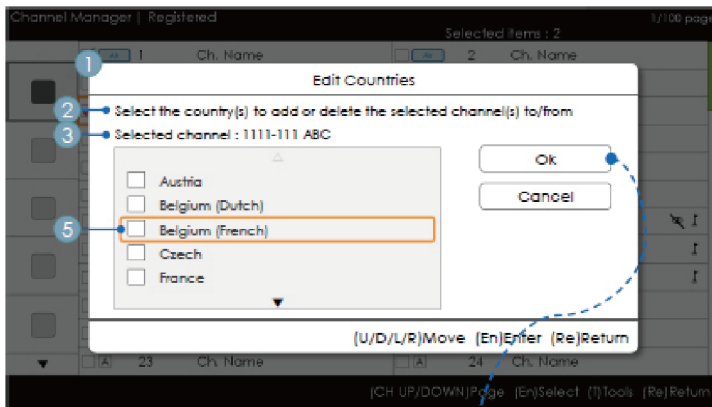 Channel Manager | Registered
1/100 page
Selected items : 2
A 1 Ch. Name
2 Ch. Name
1
Edit Countries
2 Select the country(s) to add or delete the selected channel(s) to/from
3 Selected channel : 1111-111 ABC
Ok
Austria
Cancel
Belgium (Dutch)
5 Belgium (French)
Czech
France
(U/D/L/R)Move (En)Enter (Re)Return
A 23 Ch. Name
A 24 Ch. Name
(CH UP/DOWN)Page (En)Select (T)Tools (Re)Return